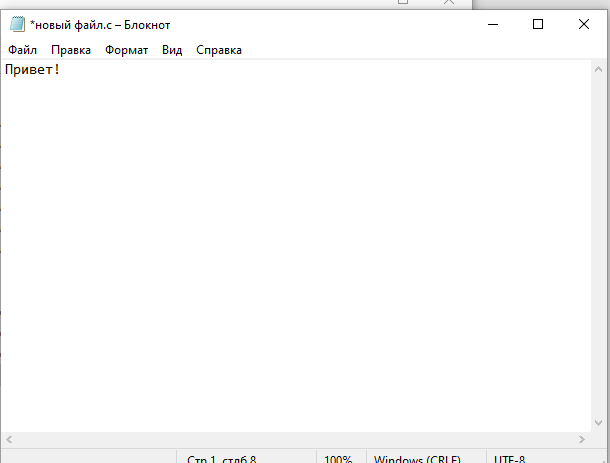 *новый файл.c – Блокнот
Файл Правка Формат Вид Справка
Привет!
Стр 1, стлб 8 100% Windows (CRLF) UTF-8